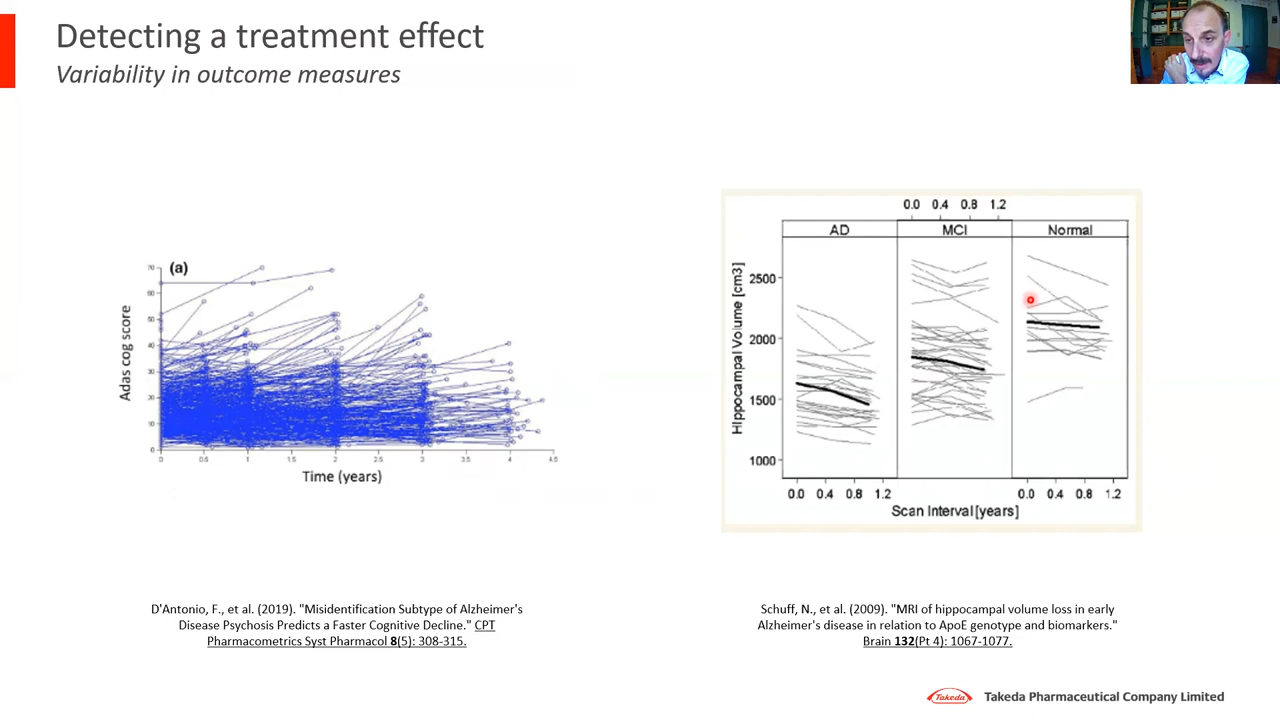 Detecting a treatment effect
Variability in outcome measures
(a)
70
60
50
40
30
20
10
0
Adas cog score
0 0.5 1 1.5 2 2.5 3 3.5 4 4.5
Time (years)
0.0 0.4 0.8 1.2
AD MCI Normal
2500
2000
1500
1000
Hippocampal Volume [cm3]
0.0 0.4 0.8 1.2 0.0 0.4 0.8 1.2
Scan Interval [years]
D'Antonio, F., et al. (2019). "Misidentification Subtype of Alzheimer's
Disease Psychosis Predicts a Faster Cognitive Decline." CPT
Pharmacometrics Syst Pharmacol 8(5): 308-315.
Schuff, N., et al. (2009). "MRI of hippocampal volume loss in early
Alzheimer's disease in relation to ApoE genotype and biomarkers."
Brain 132(Pt 4): 1067-1077.
Takeda Takeda Pharmaceutical Company Limited